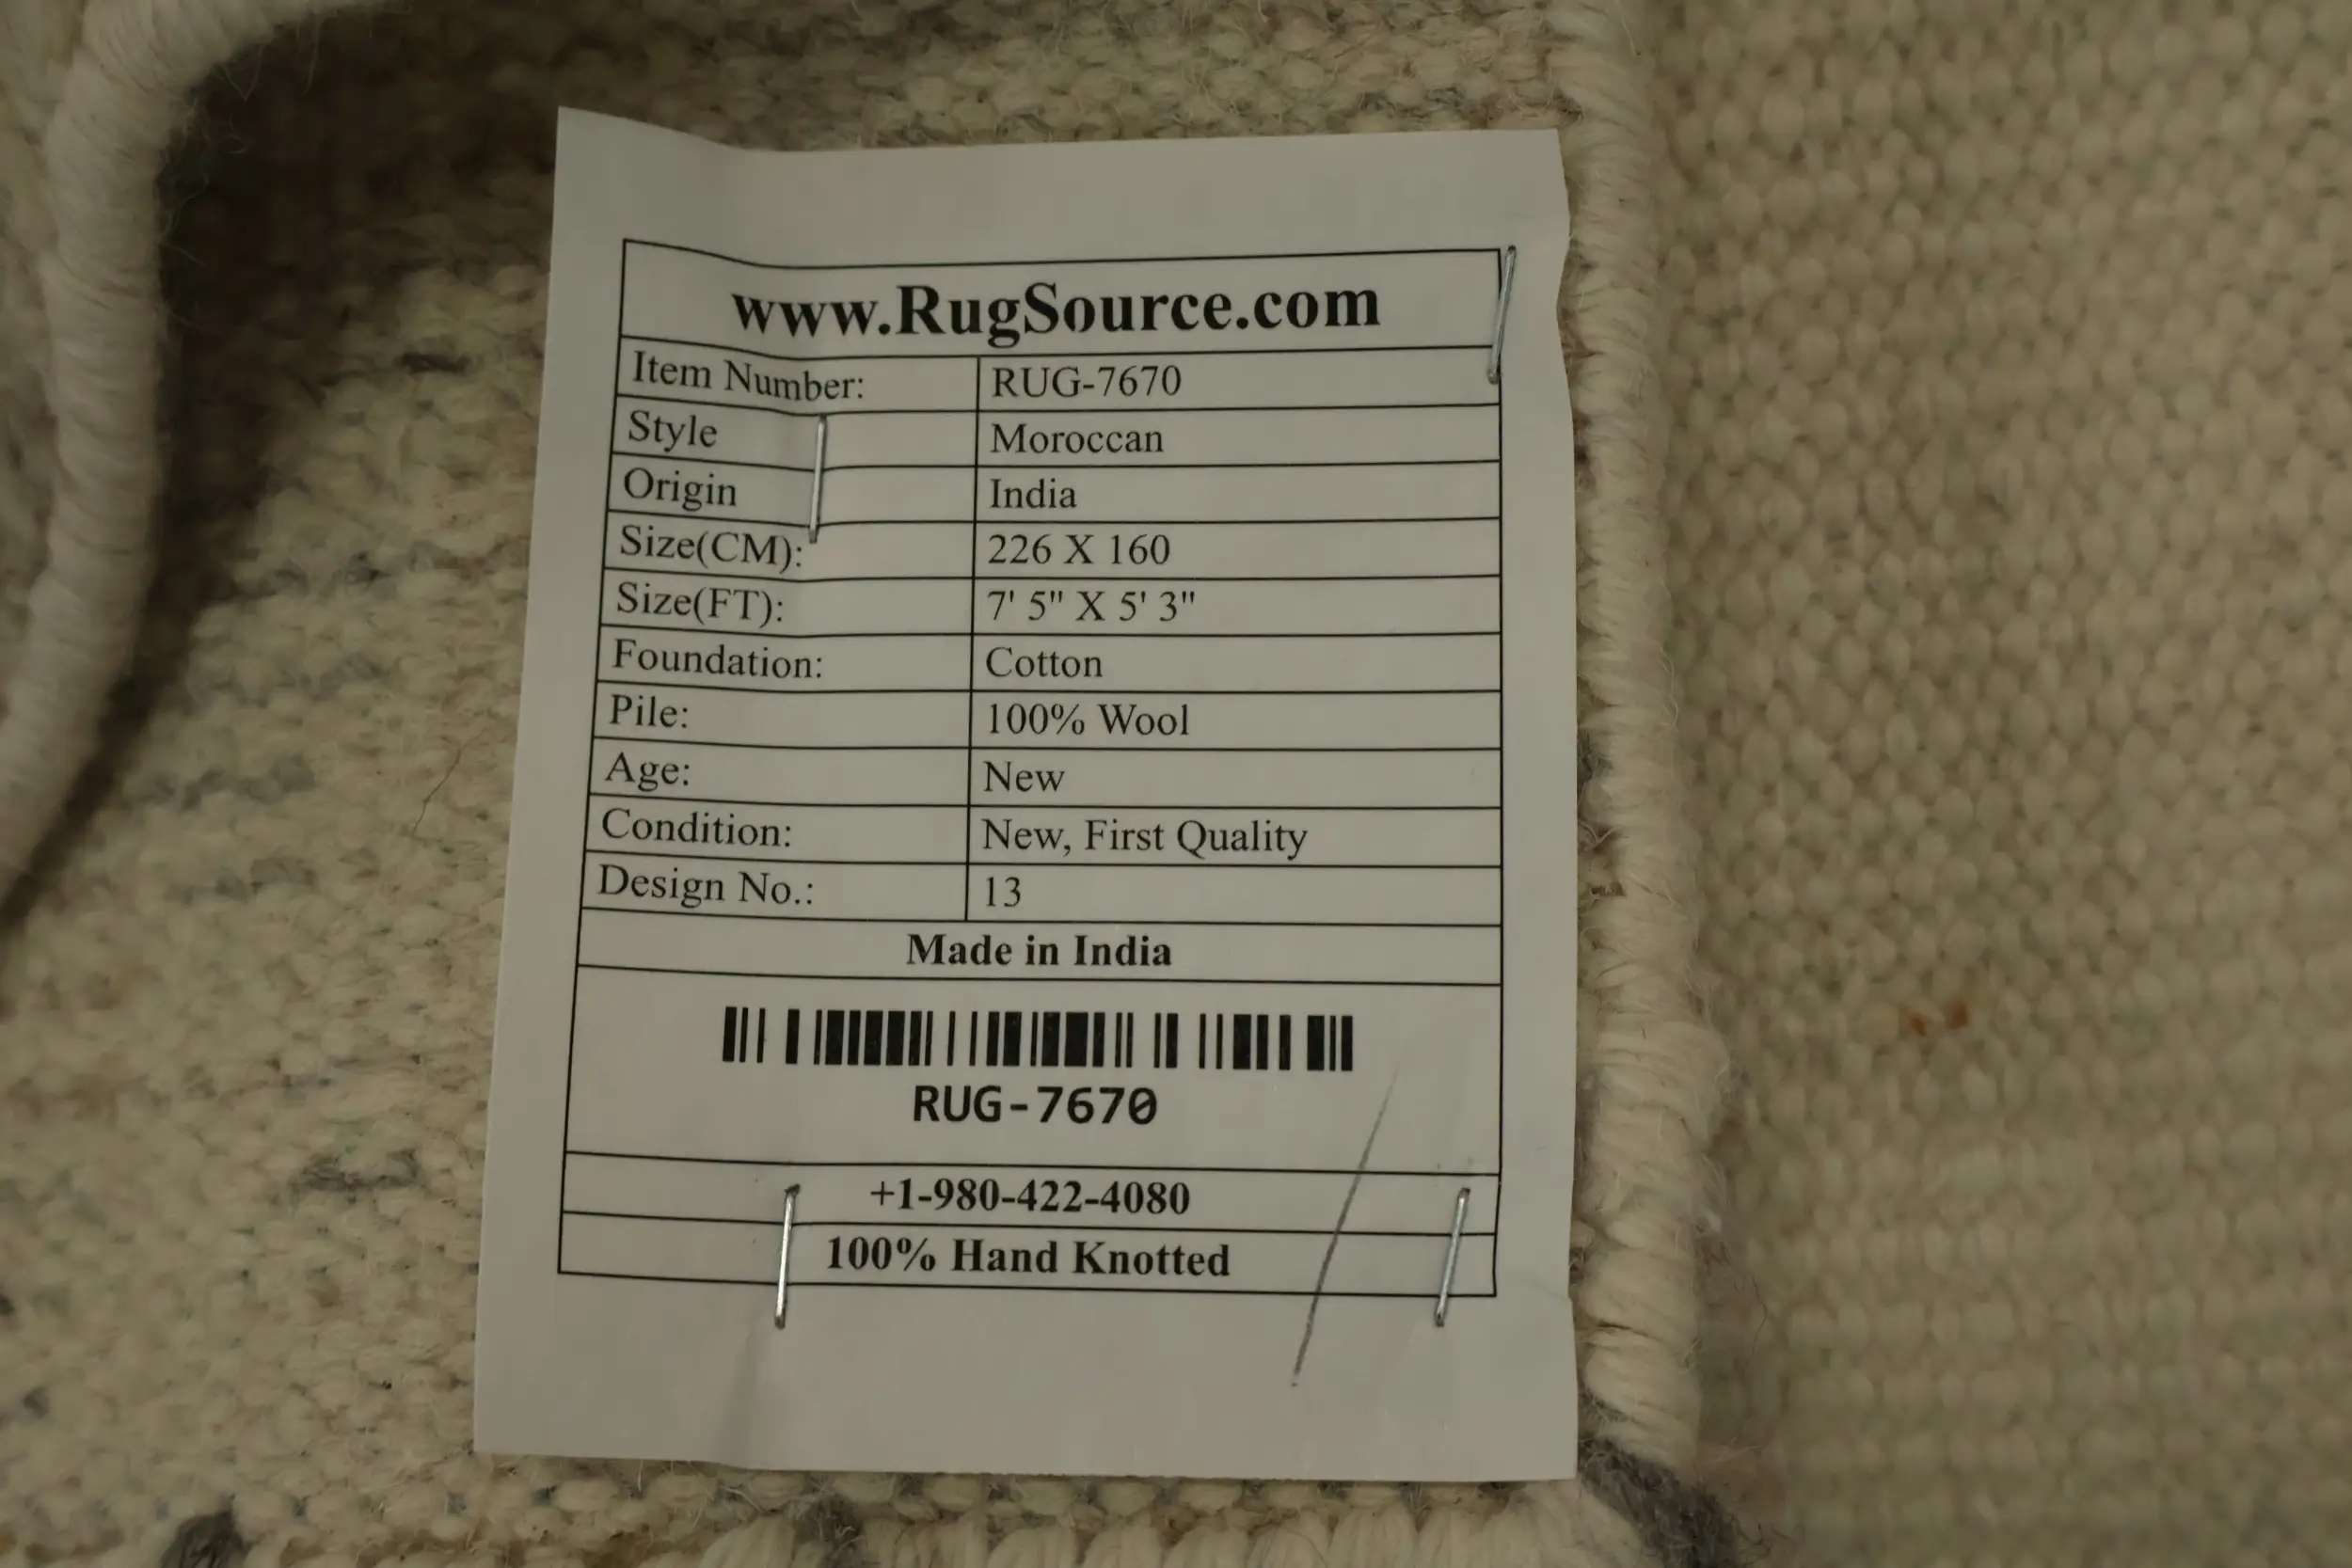 www.RugSource.com
Item Number: RUG-7670
Style Moroccan
Origin India
Size(CM): 226 X 160
Size(FT): 7' 5" X 5' 3"
Foundation: Cotton
Pile: 100% Wool
Age: New
Condition: New, First Quality
Design No.: 13
Made in India
RUG-7670
+1-980-422-4080
100% Hand Knotted